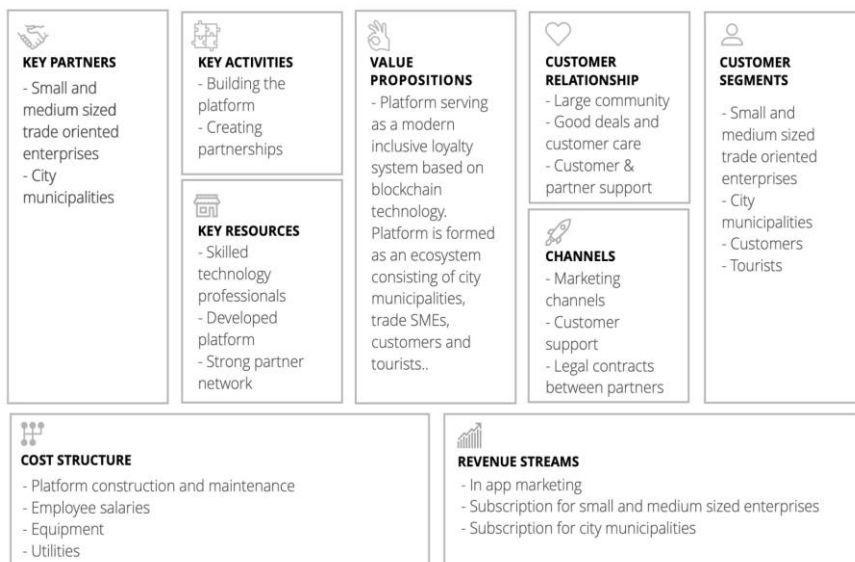 KEY PARTNERS
- Small and
medium sized
trade oriented
enterprises
- City
municipalities
KEY ACTIVITIES
- Building the
platform
- Creating
partnerships
KEY RESOURCES
- Skilled
technology
professionals
- Developed
platform
- Strong partner
network
VALUE
PROPOSITIONS
- Platform serving
as a modern
inclusive loyalty
system based on
blockchain
technology.
Platform is formed
as an ecosystem
consisting of city
municipalities,
trade SMEs,
customers and
tourists..
CUSTOMER
RELATIONSHIP
- Large community
- Good deals and
customer care
- Customer &
partner support
CHANNELS
- Marketing
channels
- Customer
support
- Legal contracts
between partners
CUSTOMER
SEGMENTS
- Small and
medium sized
trade oriented
enterprises
- City
municipalities
- Customers
- Tourists
COST STRUCTURE
- Platform construction and maintenance
- Employee salaries
- Equipment
- Utilities
REVENUE STREAMS
- In app marketing
- Subscription for small and medium sized enterprises
- Subscription for city municipalities